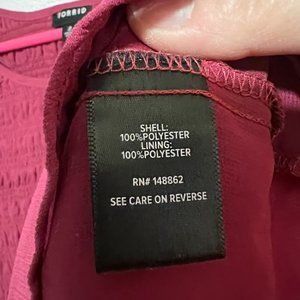 TORRID
SHELL:
100%POLYESTER
LINING:
100%POLYESTER
RN# 148862
SEE CARE ON REVERSE